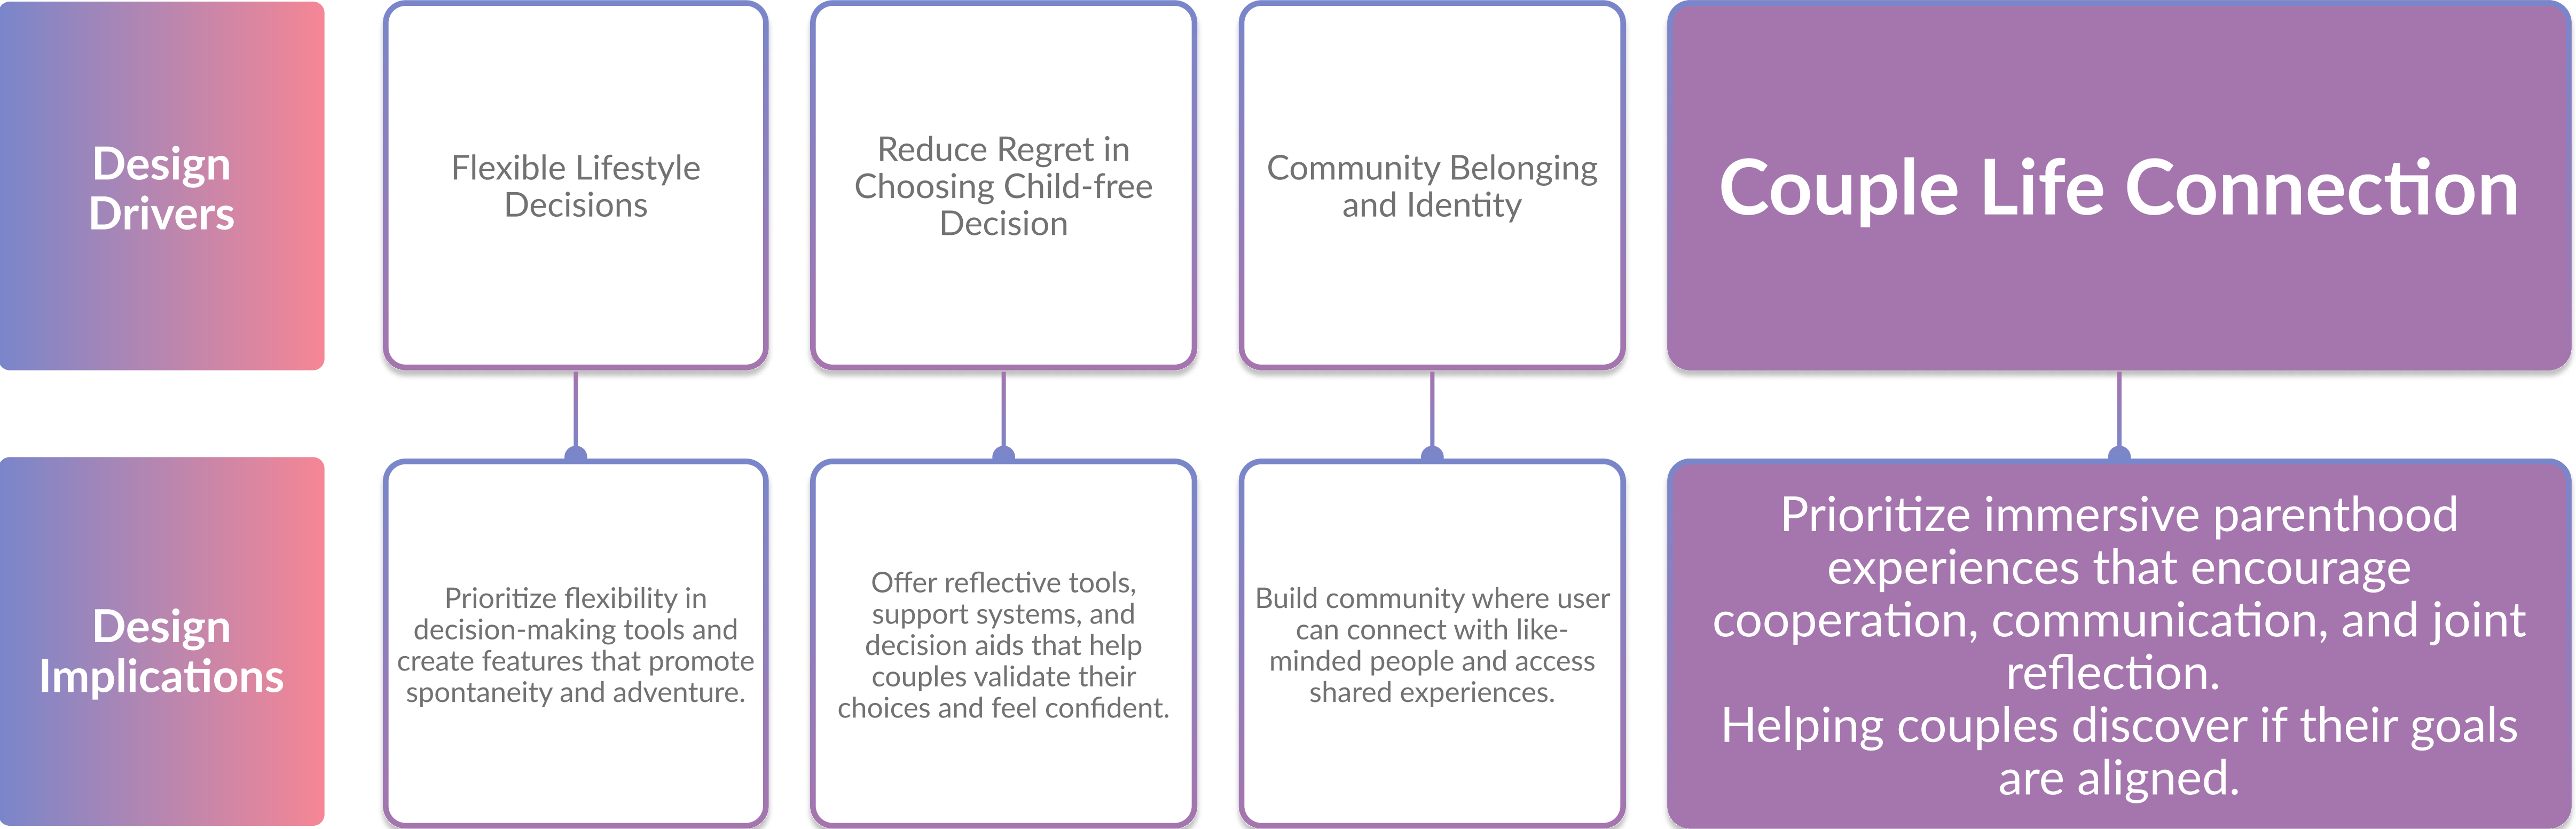 Design
Drivers
Flexible Lifestyle
Decisions
Reduce Regret in
Choosing Child-free
Decision
Community Belonging
and Identity
Couple Life Connection
Design
Implications
Prioritize flexibility in
decision-making tools and
create features that promote
spontaneity and adventure.
Offer reflective tools,
support systems, and
decision aids that help
couples validate their
choices and feel confident.
Build community where user
can connect with like-
minded people and access
shared experiences.
Prioritize immersive parenthood
experiences that encourage
cooperation, communication, and joint
reflection.
Helping couples discover if their goals
are aligned.